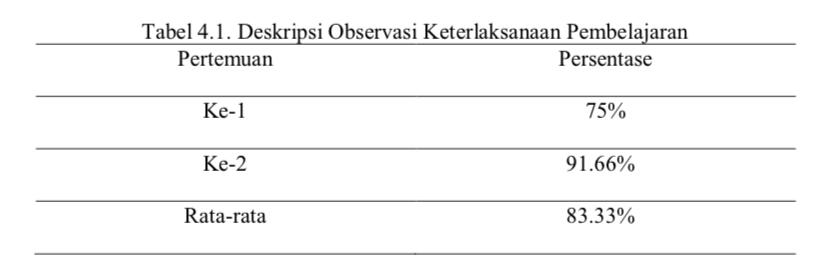 Tabel 4.1. Deskripsi Observasi Keterlaksanaan Pembelajaran
Pertemuan Persentase
Ke-1 75%
Ke-2 91.66%
Rata-rata 83.33%